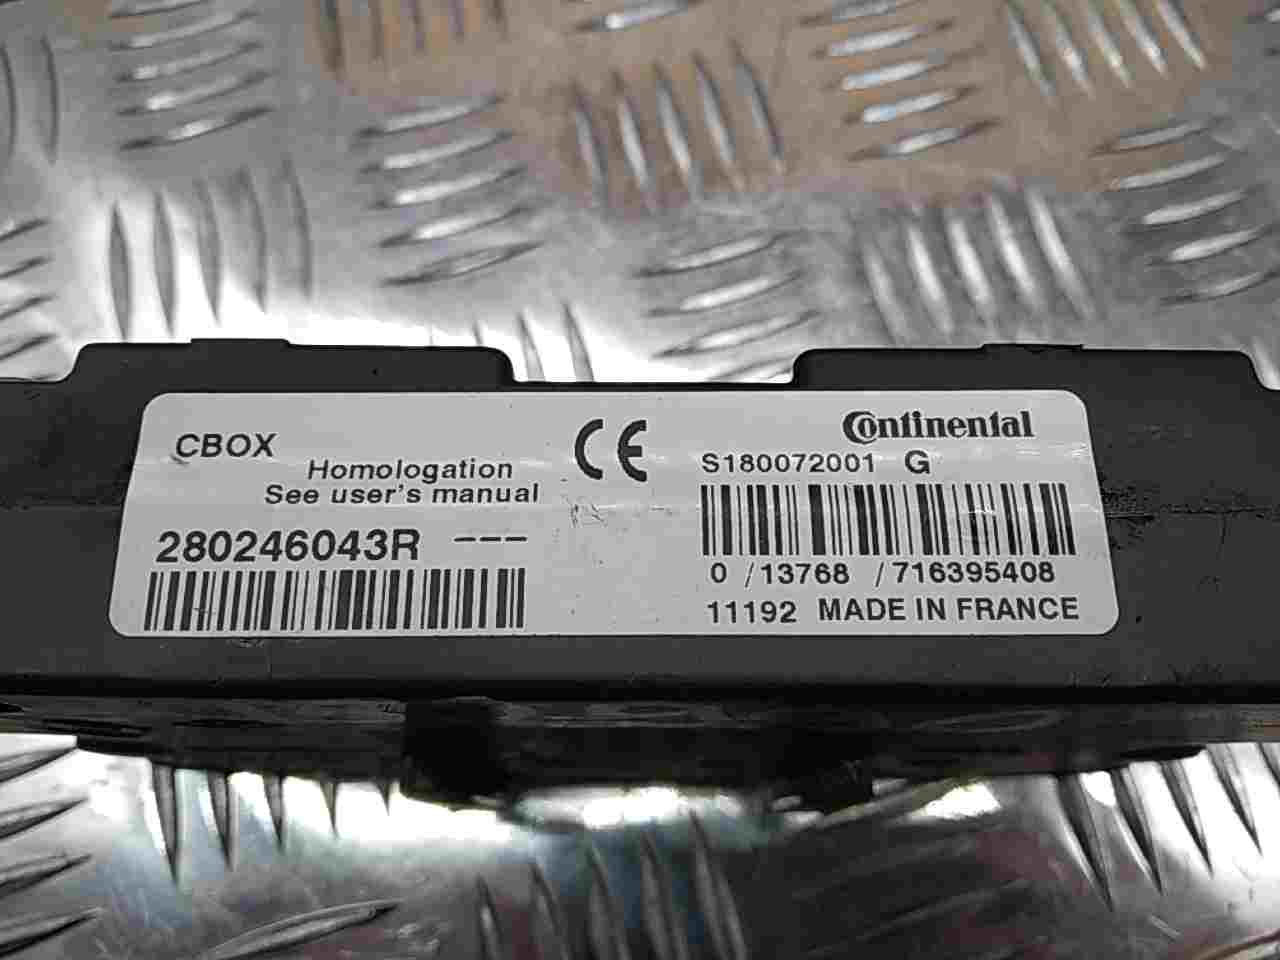 CBOX
Homologation
See user's manual
280246043R ---
CE
Continental
S180072001 G
0 /13768 /716395408
11192 MADE IN FRANCE